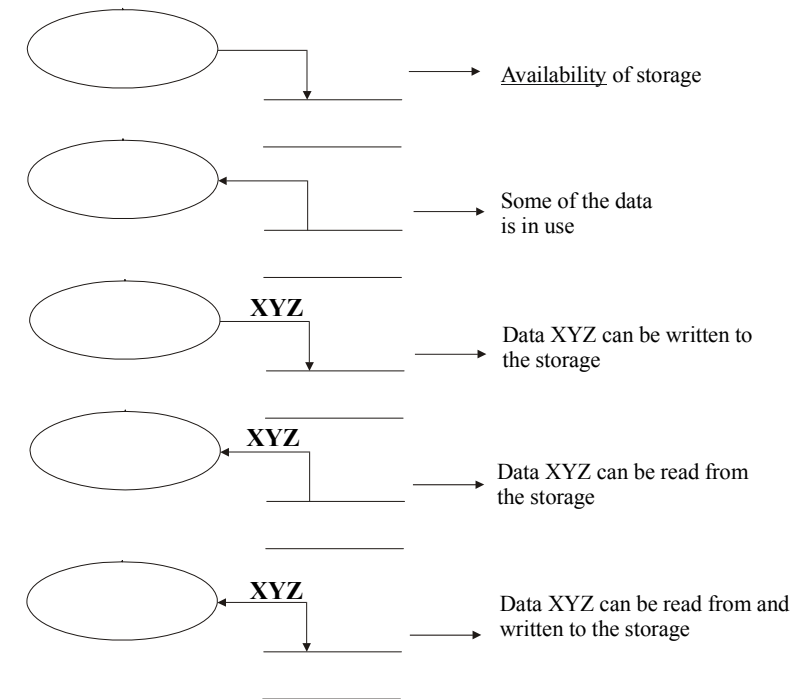 Availability of storage
Some of the data
is in use
XYZ
Data XYZ can be written to
the storage
XYZ
Data XYZ can be read from
the storage
XYZ
Data XYZ can be read from and
written to the storage